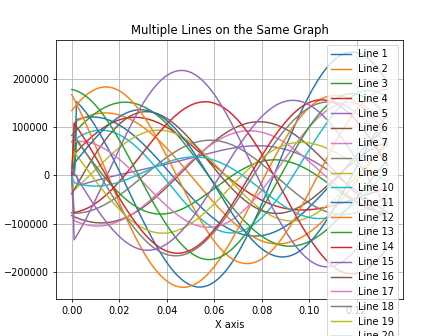 Multiple Lines on the Same Graph
200000
100000
0
−100000
−200000
0.00
0.02
0.04
0.06
0.08
0.10
X axis
Line 1
Line 2
Line 3
Line 4
Line 5
Line 6
Line 7
Line 8
Line 9
Line 10
Line 11
Line 12
Line 13
Line 14
Line 15
Line 16
Line 17
Line 18
Line 19
Line 20